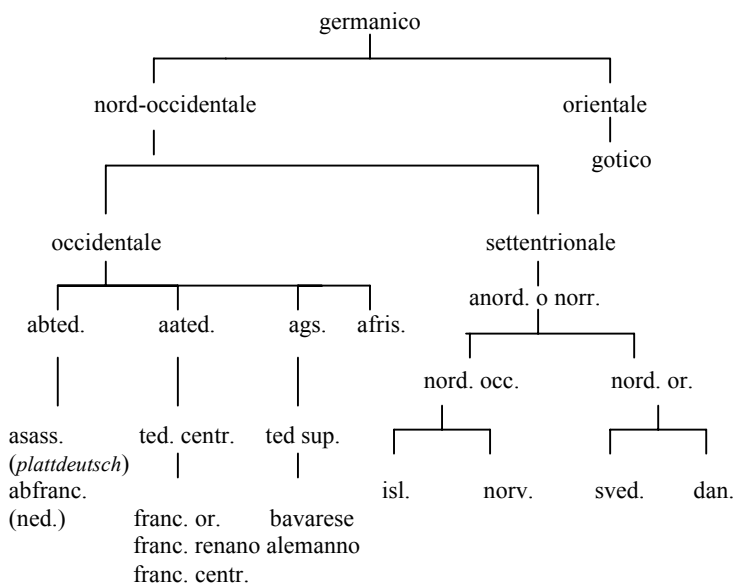 germanico
nord-occidentale orientale
gotico
occidentale settentrionale
anord. o norr.
abted. aated. ags. afris.
nord. occ. nord. or.
asass. ted. centr. ted sup.
(plattdeutsch)
abfranc. isl. norv. sved. dan.
(ned.) franc. or. bavarese
franc. renano alemanno
franc. centr.